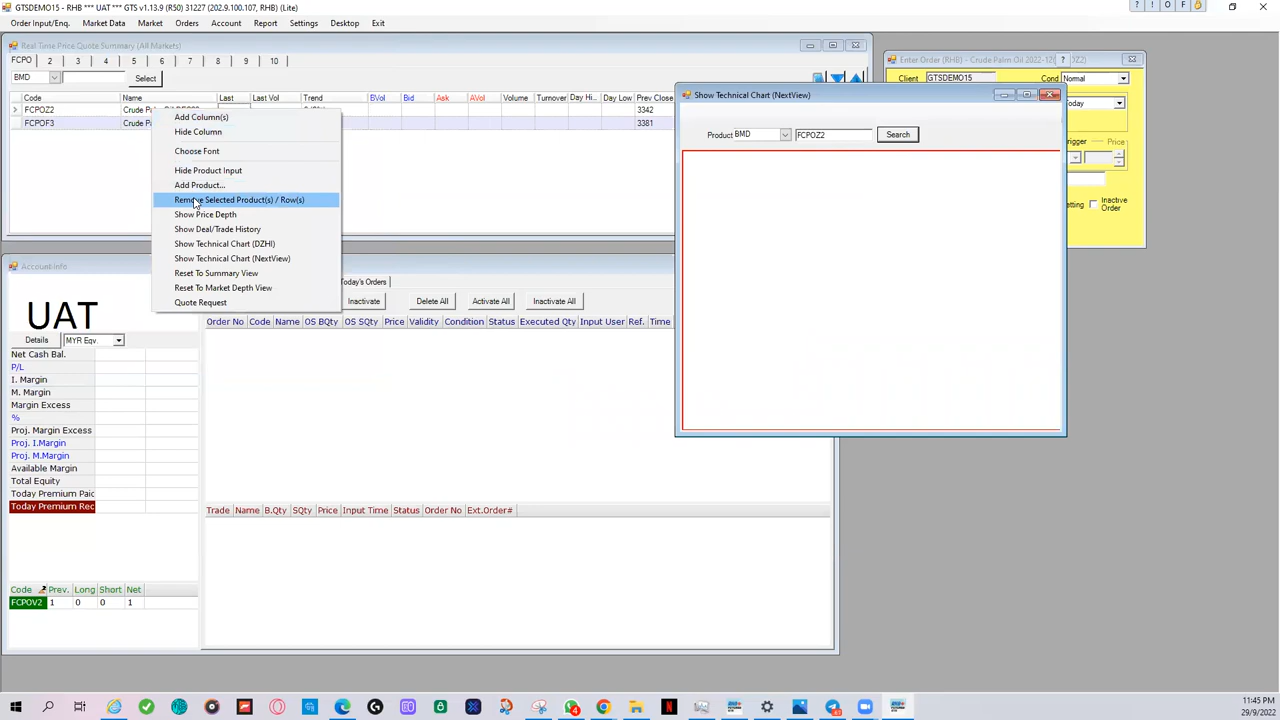 GTSDEMO15 - RHB *** UAT *** GTS v1.13.9 (R50) 31227 (202.9.100.107, RHB) (Lite)
Order Input/Enq. Market Data Market Orders Account Report Settings Desktop Exit
Real Time Price Quote Summary (All Markets)
FCPO 2 3 4 5 6 7 8 9 10
BMD Select
Code Name Last Last Vol Trend BVol Bid Ask AVol Volume Turnover Day Hi... Day Low Prev Close
FCPOZ2 3342
FCPOF3 3381
Add Column(s)
Hide Column
Choose Font
Hide Product Input
Add Product...
Remove Selected Product(s) / Row(s)
Show Price Depth
Show Deal/Trade History
Show Technical Chart (DZHI)
Show Technical Chart (NextView)
Reset To Summary View
Reset To Market Depth View
Quote Request
Enter Order (RHB) - Crude Palm Oil 2022-12
Client GTSDEMO15 Cond Normal
Today
Trigger Price
Inactive
Order
Show Technical Chart (NextView)
Product BMD FCPOZ2 Search
Account-Info
UAT
Details MYR Eqv.
Net Cash Bal.
P/L
I. Margin
M. Margin
Margin Excess
%
Proj. Margin Excess
Proj. I.Margin
Proj. M.Margin
Available Margin
Total Equity
Today Premium Paid
Today Premium Rec
Code Prev. Long Short Net
FCPOV2 1 0 0 1
Today's Orders
Inactivate Delete All Activate All Inactivate All
Order No Code Name OS BQty OS SQty Price Validity Condition Status Executed Qty Input User Ref. Time
Trade Name B.Qty SQty Price Input Time Status Order No Ext.Order#
11:45 PM
29/9/2022